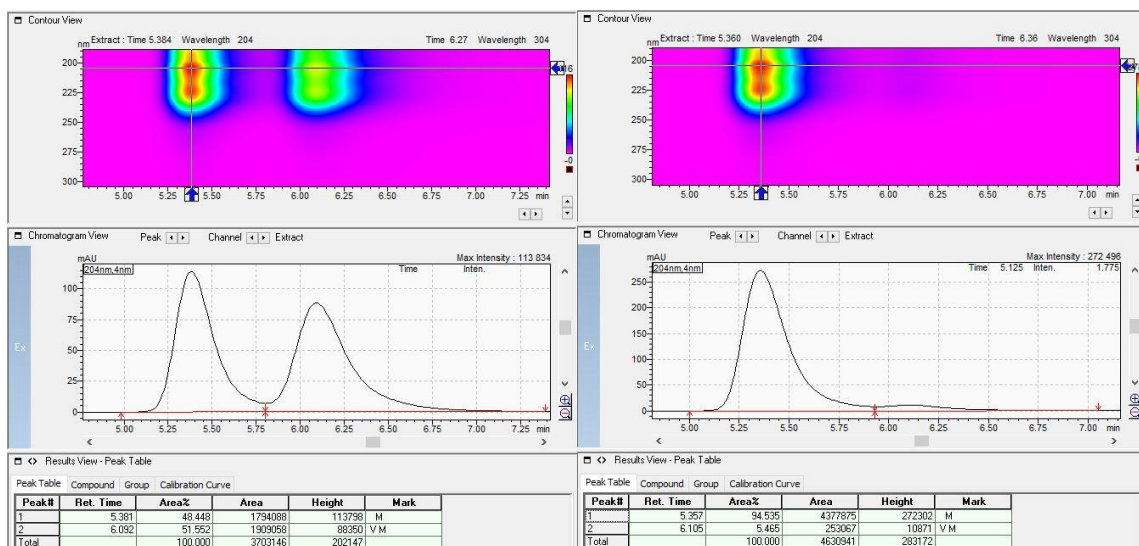 Contour View
Extract : Time 5.384 Wavelength 204 Time 6.27 Wavelength 304
nm
200
225
250
275
300
-0
5.00 5.25 5.50 5.75 6.00 6.25 6.50 6.75 7.00 7.25 min
Chromatogram View Peak Channel Extract
mAU Max Intensity : 113 834
204nm,4nm Time Inten.
100
75
50
25
0
Ex
5.00 5.25 5.50 5.75 6.00 6.25 6.50 6.75 7.00 7.25 min
Results View - Peak Table
Peak Table Compound Group Calibration Curve
Peak# Ret. Time Area% Area Height Mark
1 5.381 48.448 1794088 113798 M
2 6.092 51.552 1909058 88350 V M
Total 100.000 3703146 202147
Contour View
Extract : Time 5.360 Wavelength 204 Time 6.36 Wavelength 304
nm
200
225
250
275
300
5.00 5.25 5.50 5.75 6.00 6.25 6.50 6.75 7.00 min
Chromatogram View Peak Channel Extract
mAU Max Intensity : 272 496
204nm,4nm Time 5.125 Inten. 1.775
250
200
150
100
50
0
Ex
5.00 5.25 5.50 5.75 6.00 6.25 6.50 6.75 7.00 min
Results View - Peak Table
Peak Table Compound Group Calibration Curve
Peak# Ret. Time Area% Area Height Mark
1 5.357 94.535 4377875 272302 M
2 6.105 5.465 253067 10871 V M
Total 100.000 4630941 283172